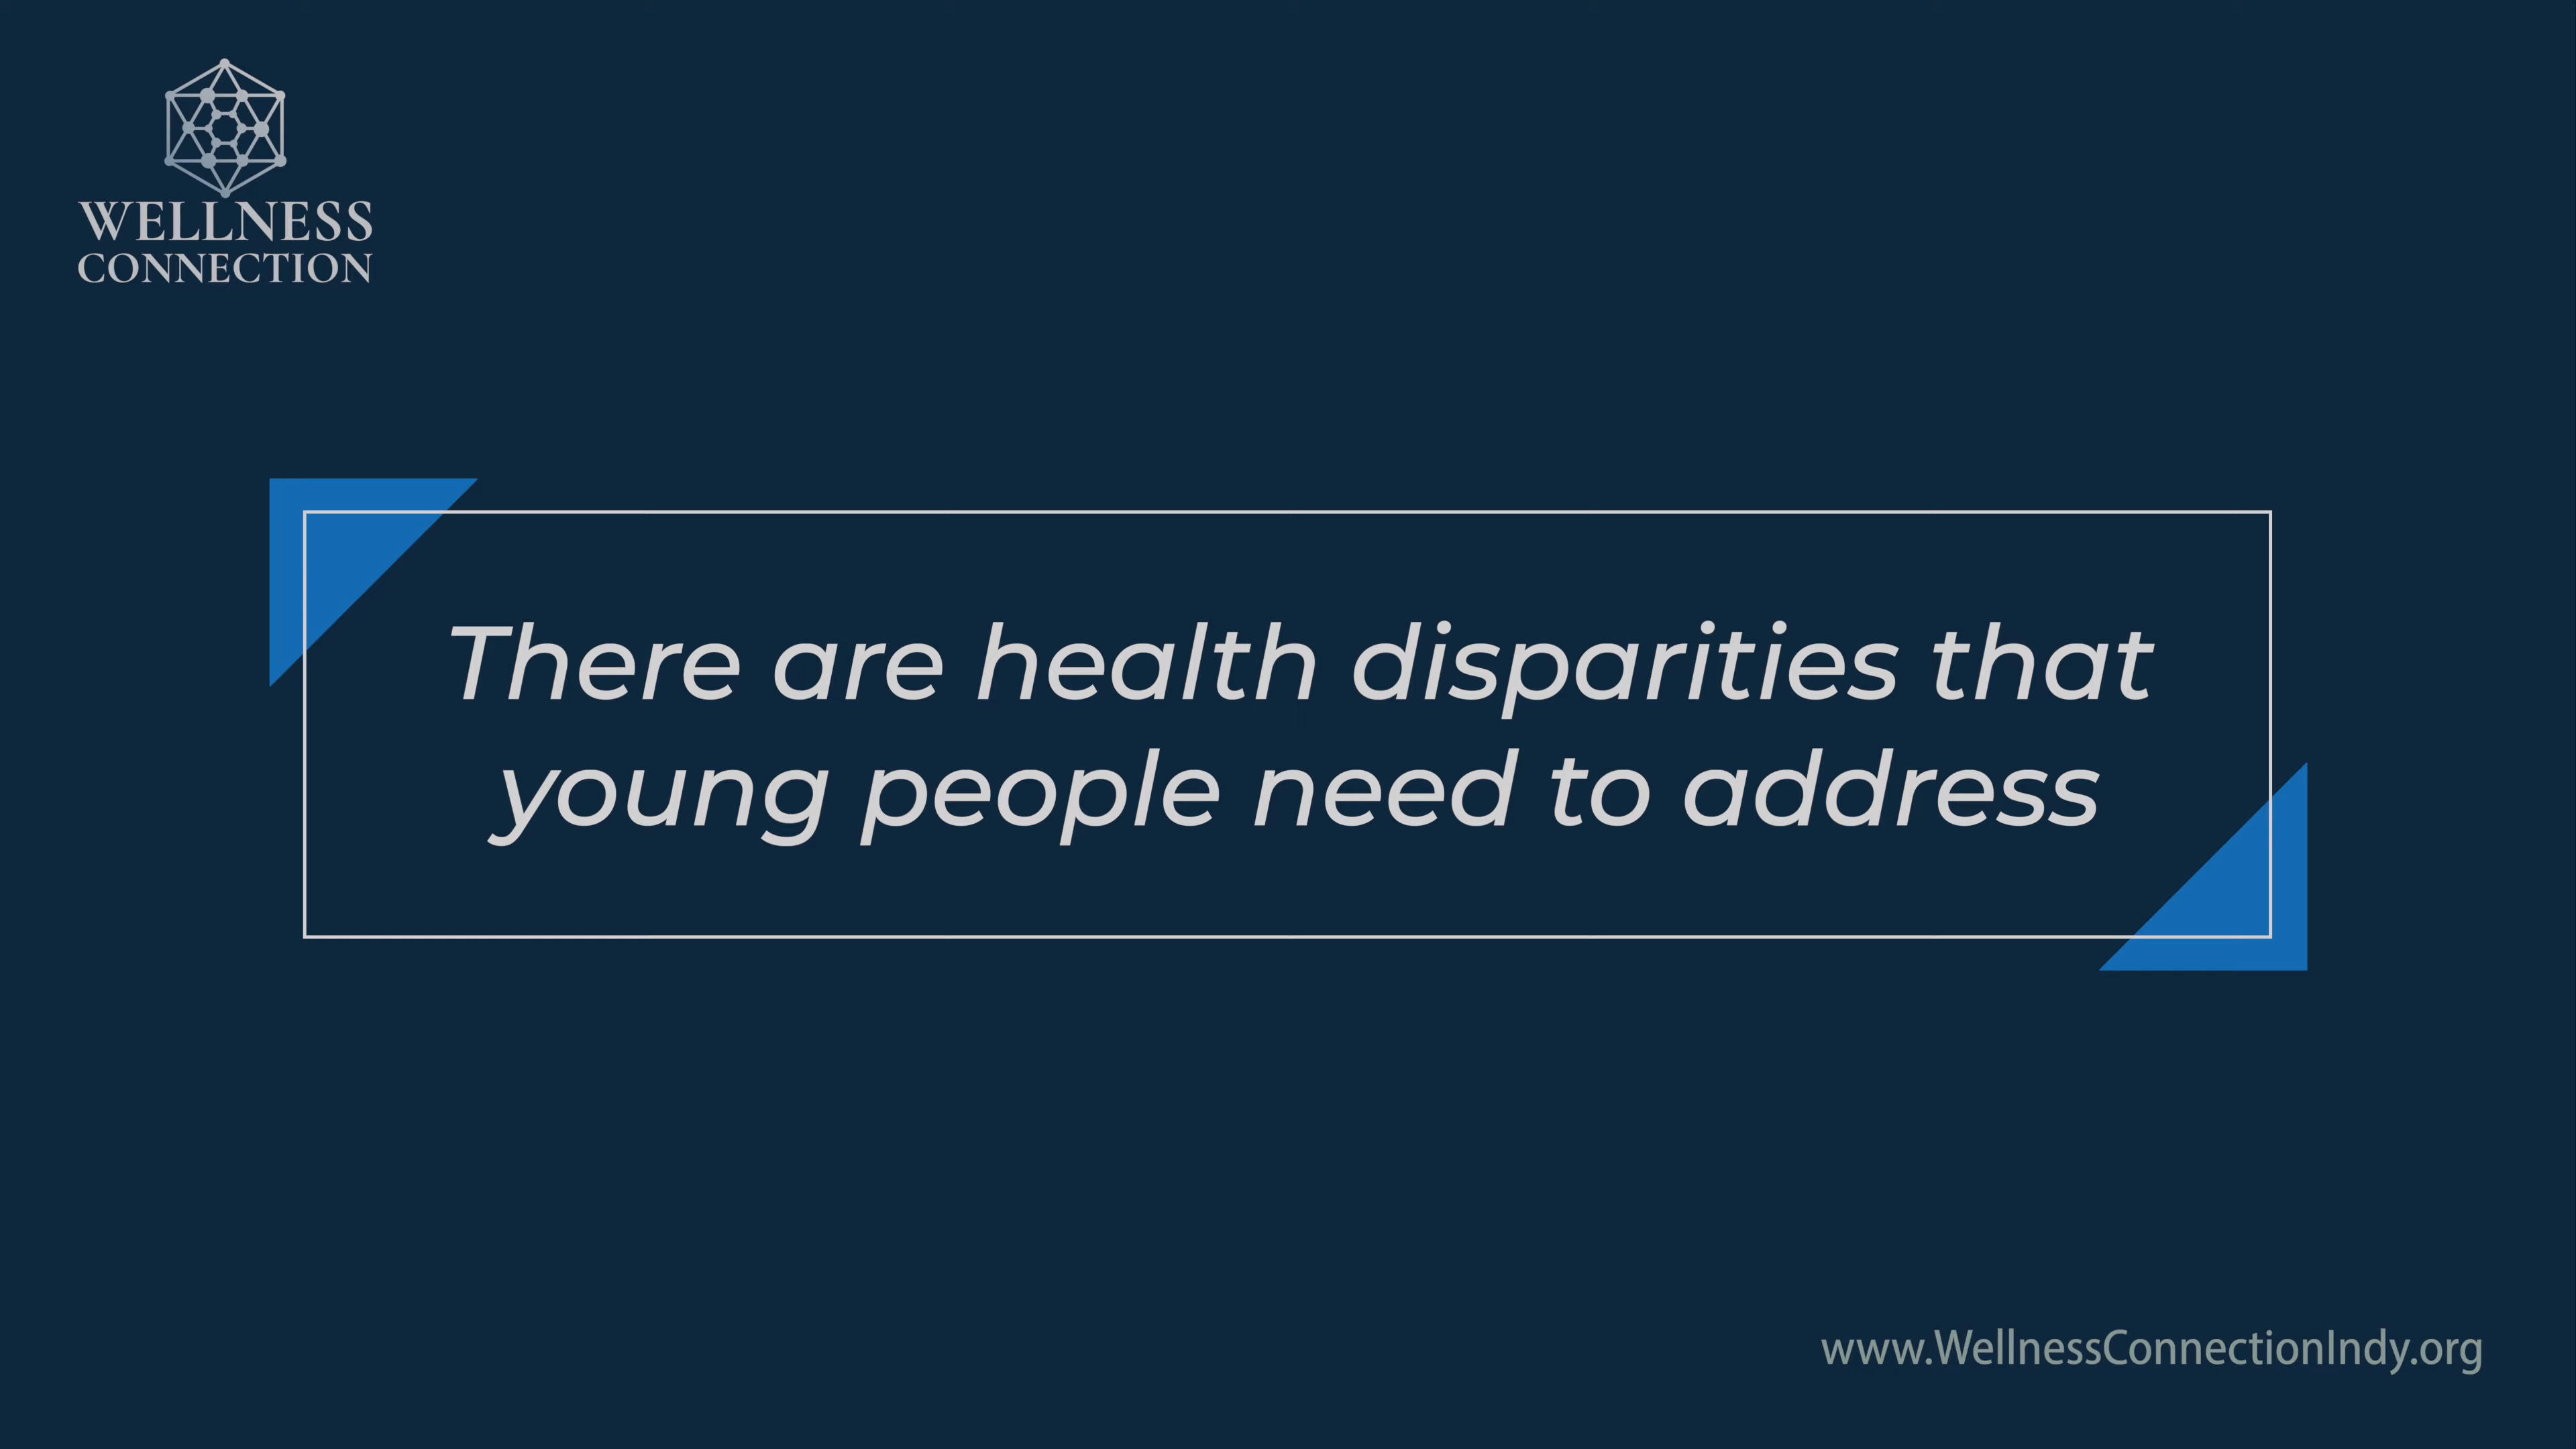 WELLNESS
CONNECTION
There are health disparities that
young people need to address
www.WellnessConnectionIndy.org